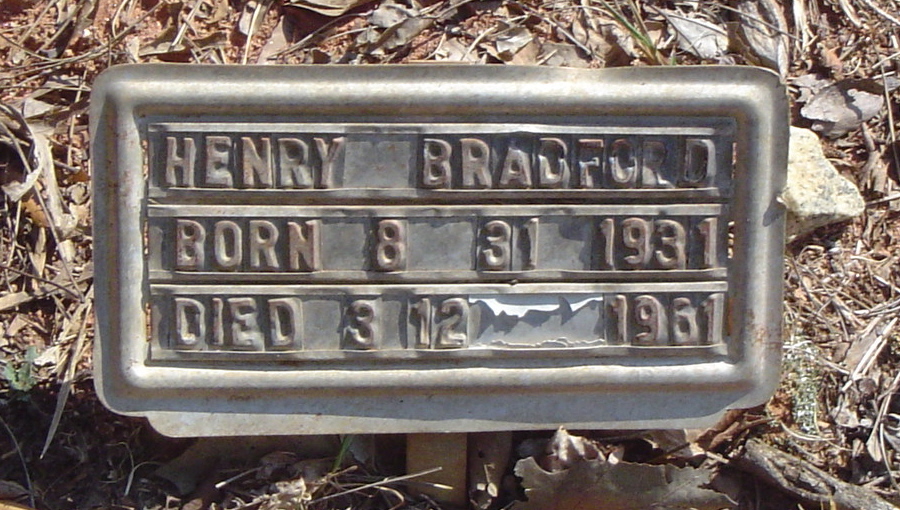 HENRY BRADFORD
BORN 8 31 1931
DIED 3 12 1961